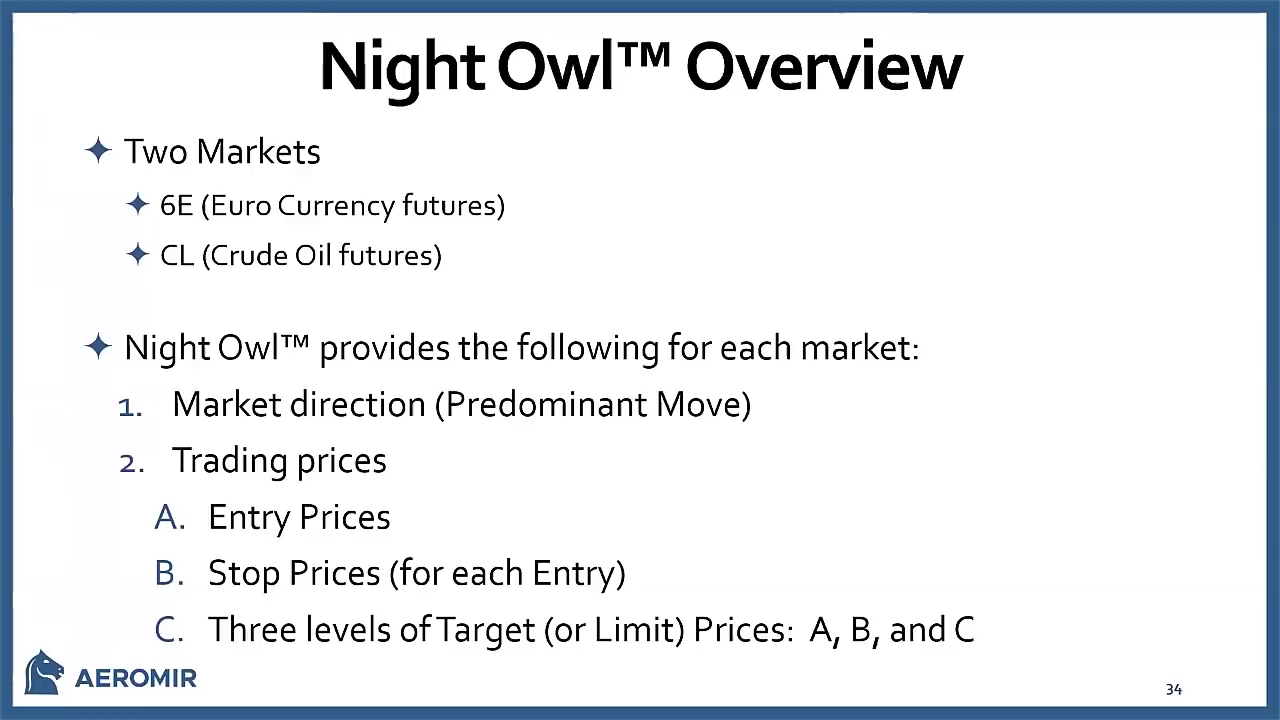 Night Owl™ Overview
Two Markets
6E (Euro Currency futures)
CL (Crude Oil futures)
Night Owl™ provides the following for each market:
1. Market direction (Predominant Move)
2. Trading prices
A. Entry Prices
B. Stop Prices (for each Entry)
C. Three levels of Target (or Limit) Prices: A, B, and C
AEROMIR
34